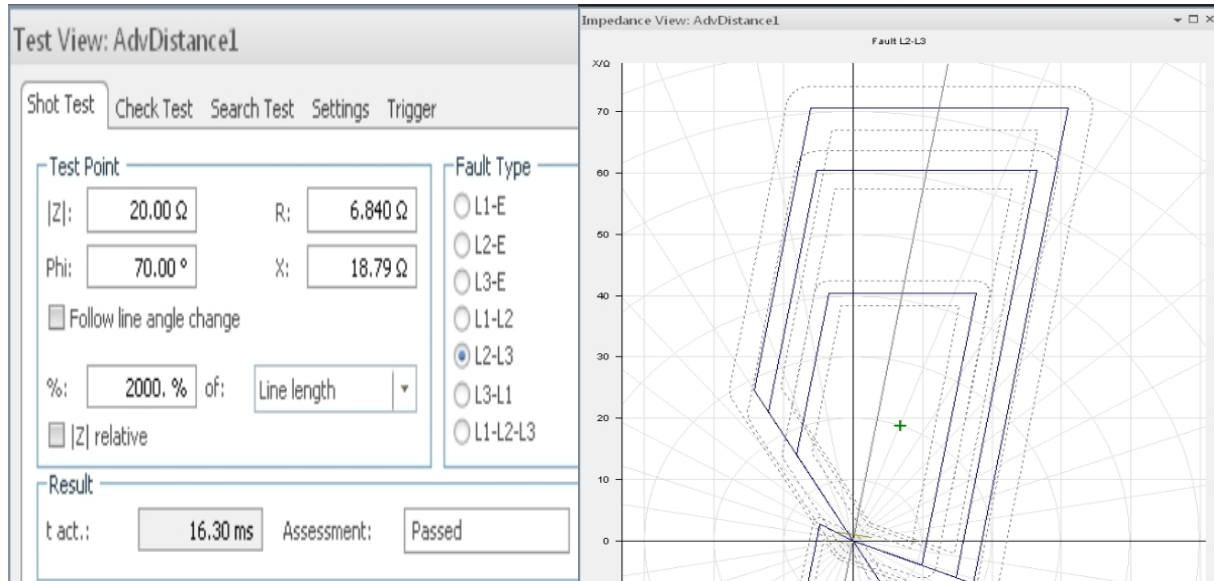 Test View: AdvDistance1
Shot Test Check Test Search Test Settings Trigger
Test Point
|Z|: 20.00 Ω R: 6.840 Ω
Phi: 70.00 ° X: 18.79 Ω
Follow line angle change
%: 2000. % of: Line length
|Z| relative
Fault Type
L1-E
L2-E
L3-E
L1-L2
L2-L3
L3-L1
L1-L2-L3
Result
t act.: 16.30 ms Assessment: Passed
Impedance View: AdvDistance1
Fault L2-L3
X/Ω
70
60
50
40
30
20
10
0